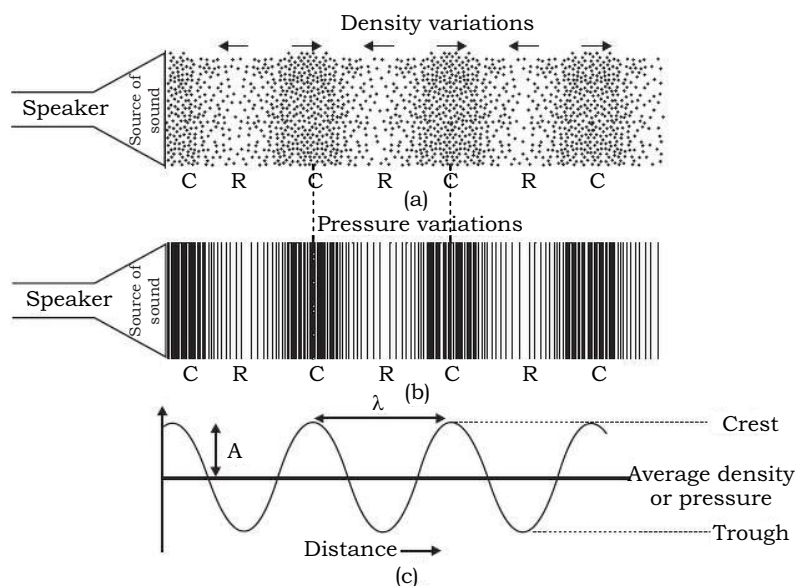 Density variations
Speaker
Source of
sound
C R C R C R C
(a)
Pressure variations
Speaker
Source of
sound
C R C R C R C
(b)
λ
Crest
A
Average density
or pressure
Trough
Distance
(c)